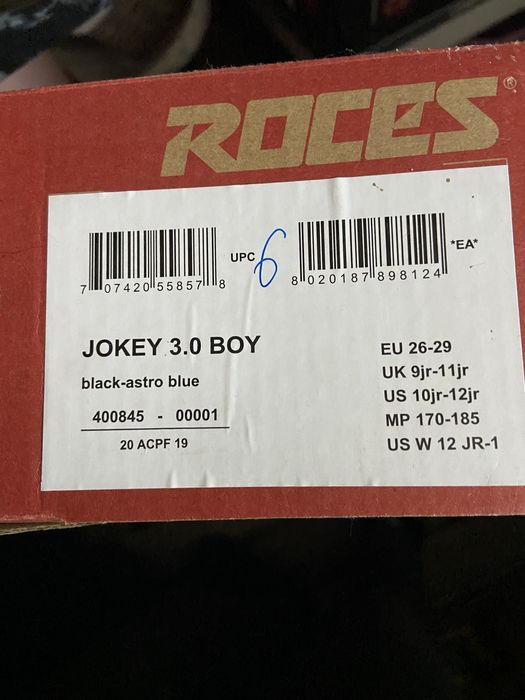 ROCES®
UPC 6 *EA*
7 07420 55857 8
8 020187 898124
JOKEY 3.0 BOY
black-astro blue
400845 - 00001
20 ACPF 19
EU 26-29
UK 9jr-11jr
US 10jr-12jr
MP 170-185
US W 12 JR-1